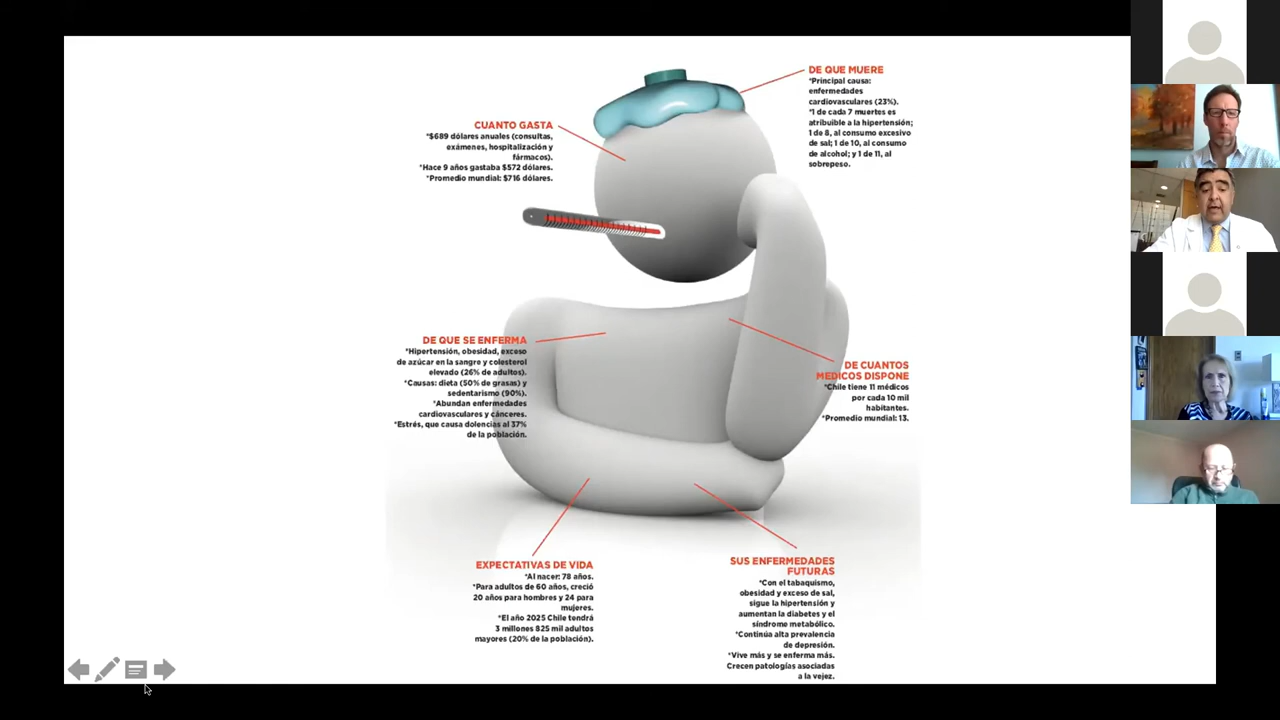 DE QUE MUERE
*Principal causa:
enfermedades
cardiovasculares (23%).
*1 de cada 7 muertes es
atribuible a la hipertensión;
1 de 8, al consumo excesivo
de sal; 1 de 10, al consumo
de alcohol; y 1 de 11, al
sobrepeso.
CUANTO GASTA
*$689 dólares anuales (consultas,
exámenes, hospitalización y
fármacos).
*Hace 9 años gastaba $572 dólares.
*Promedio mundial: $716 dólares.
DE QUE SE ENFERMA
*Hipertensión, obesidad, exceso
de azúcar en la sangre y colesterol
elevado (26% de adultos).
*Causas: dieta (50% de grasas) y
sedentarismo (90%).
*Abundan enfermedades
cardiovasculares y cánceres.
*Estrés, que causa dolencias al 37%
de la población.
DE CUANTOS
MEDICOS DISPONE
*Chile tiene 11 médicos
por cada 10 mil
habitantes.
*Promedio mundial: 13.
EXPECTATIVAS DE VIDA
*Al nacer: 78 años.
*Para adultos de 60 años, creció
20 años para hombres y 24 para
mujeres.
*El año 2025 Chile tendrá
3 millones 825 mil adultos
mayores (20% de la población).
SUS ENFERMEDADES
FUTURAS
*Con el tabaquismo,
obesidad y exceso de sal,
sigue la hipertensión y
aumentan la diabetes y el
síndrome metabólico.
*Continúa alta prevalencia
de depresión.
*Vive más y se enferma más.
Crecen patologías asociadas
a la vejez.